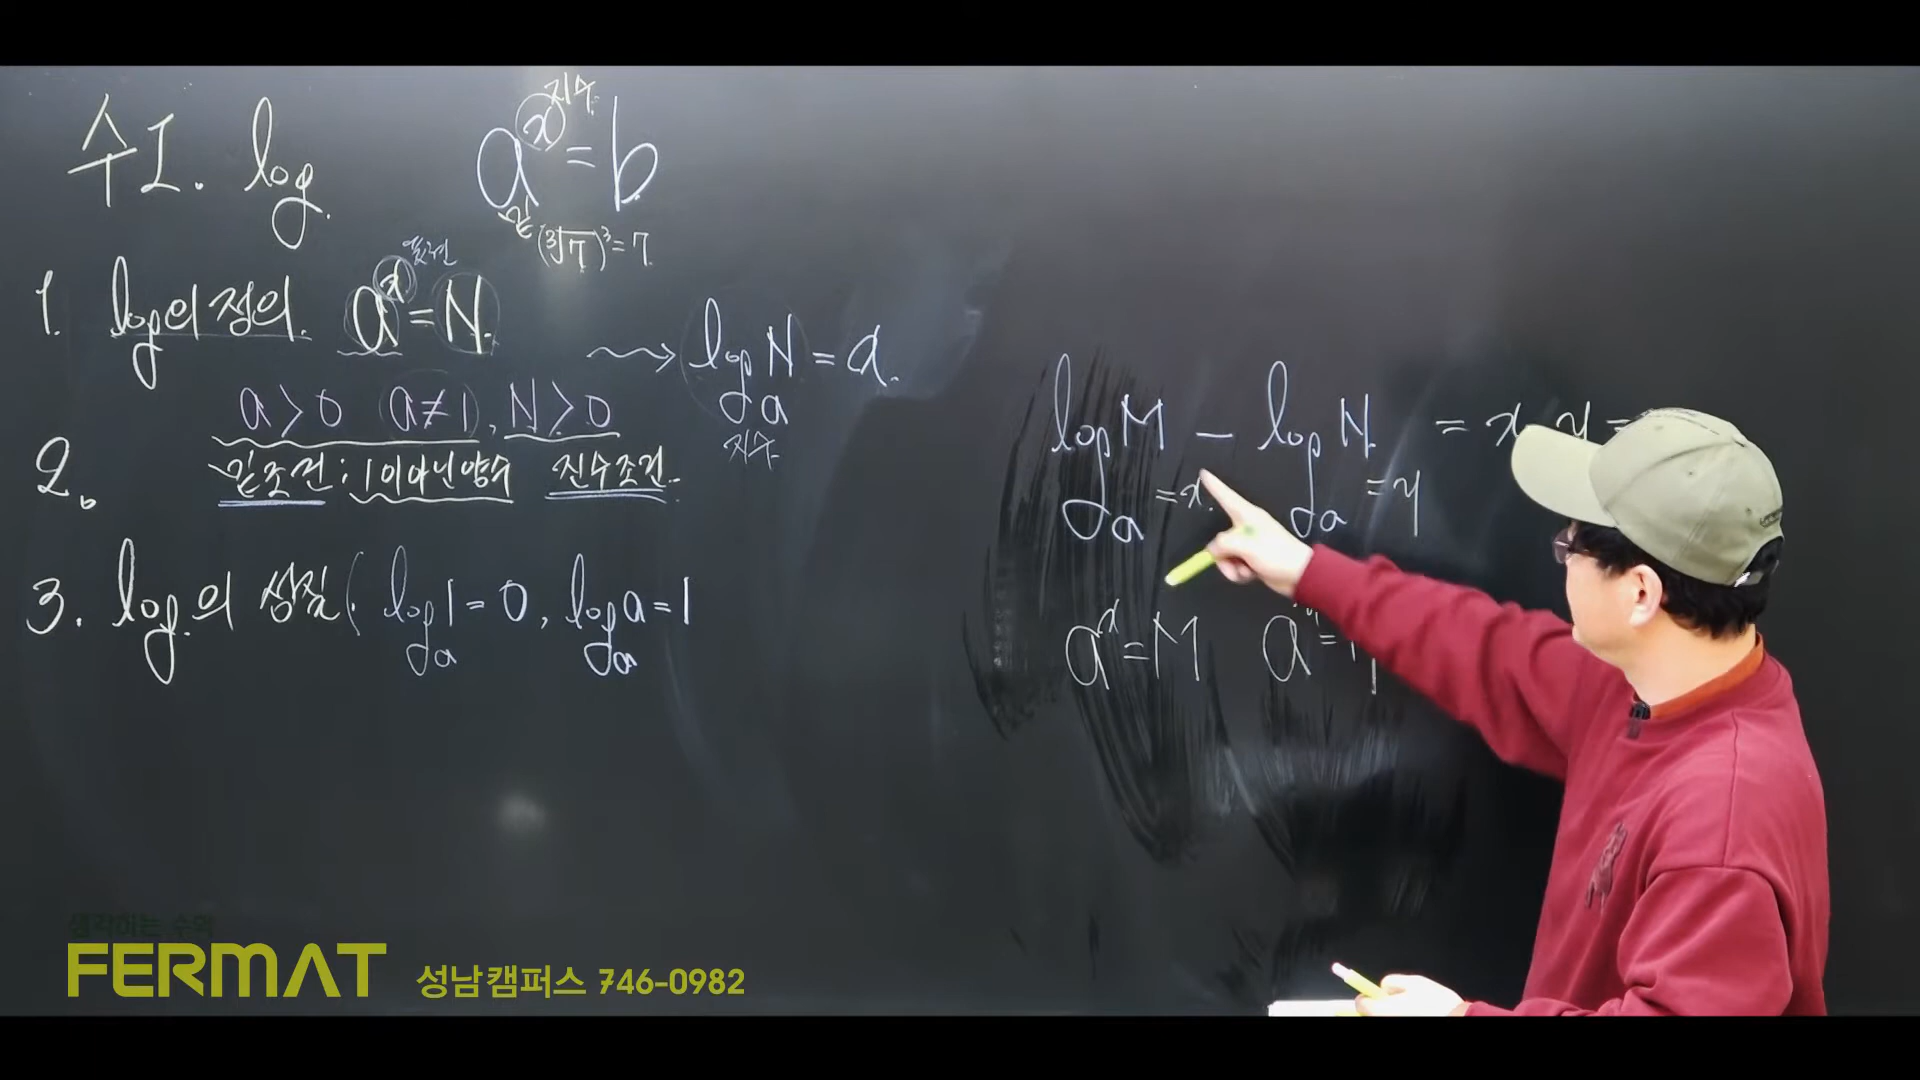 수I. log.
a^x = b
지수
밑
(³√7)³ = 7
1. log의 정의. a^x = N.
log_a N = x.
지수
a > 0 a ≠ 1, N > 0
밑조건 : 1이아닌양수 진수조건.
2.
3. log의 성질( log_a 1 = 0, log_a a = 1
log_a M - log_a N = x - y =
= x. = y
a^x = M a^y = N
생각하는 수학
FERMAT 성남캠퍼스 746-0982